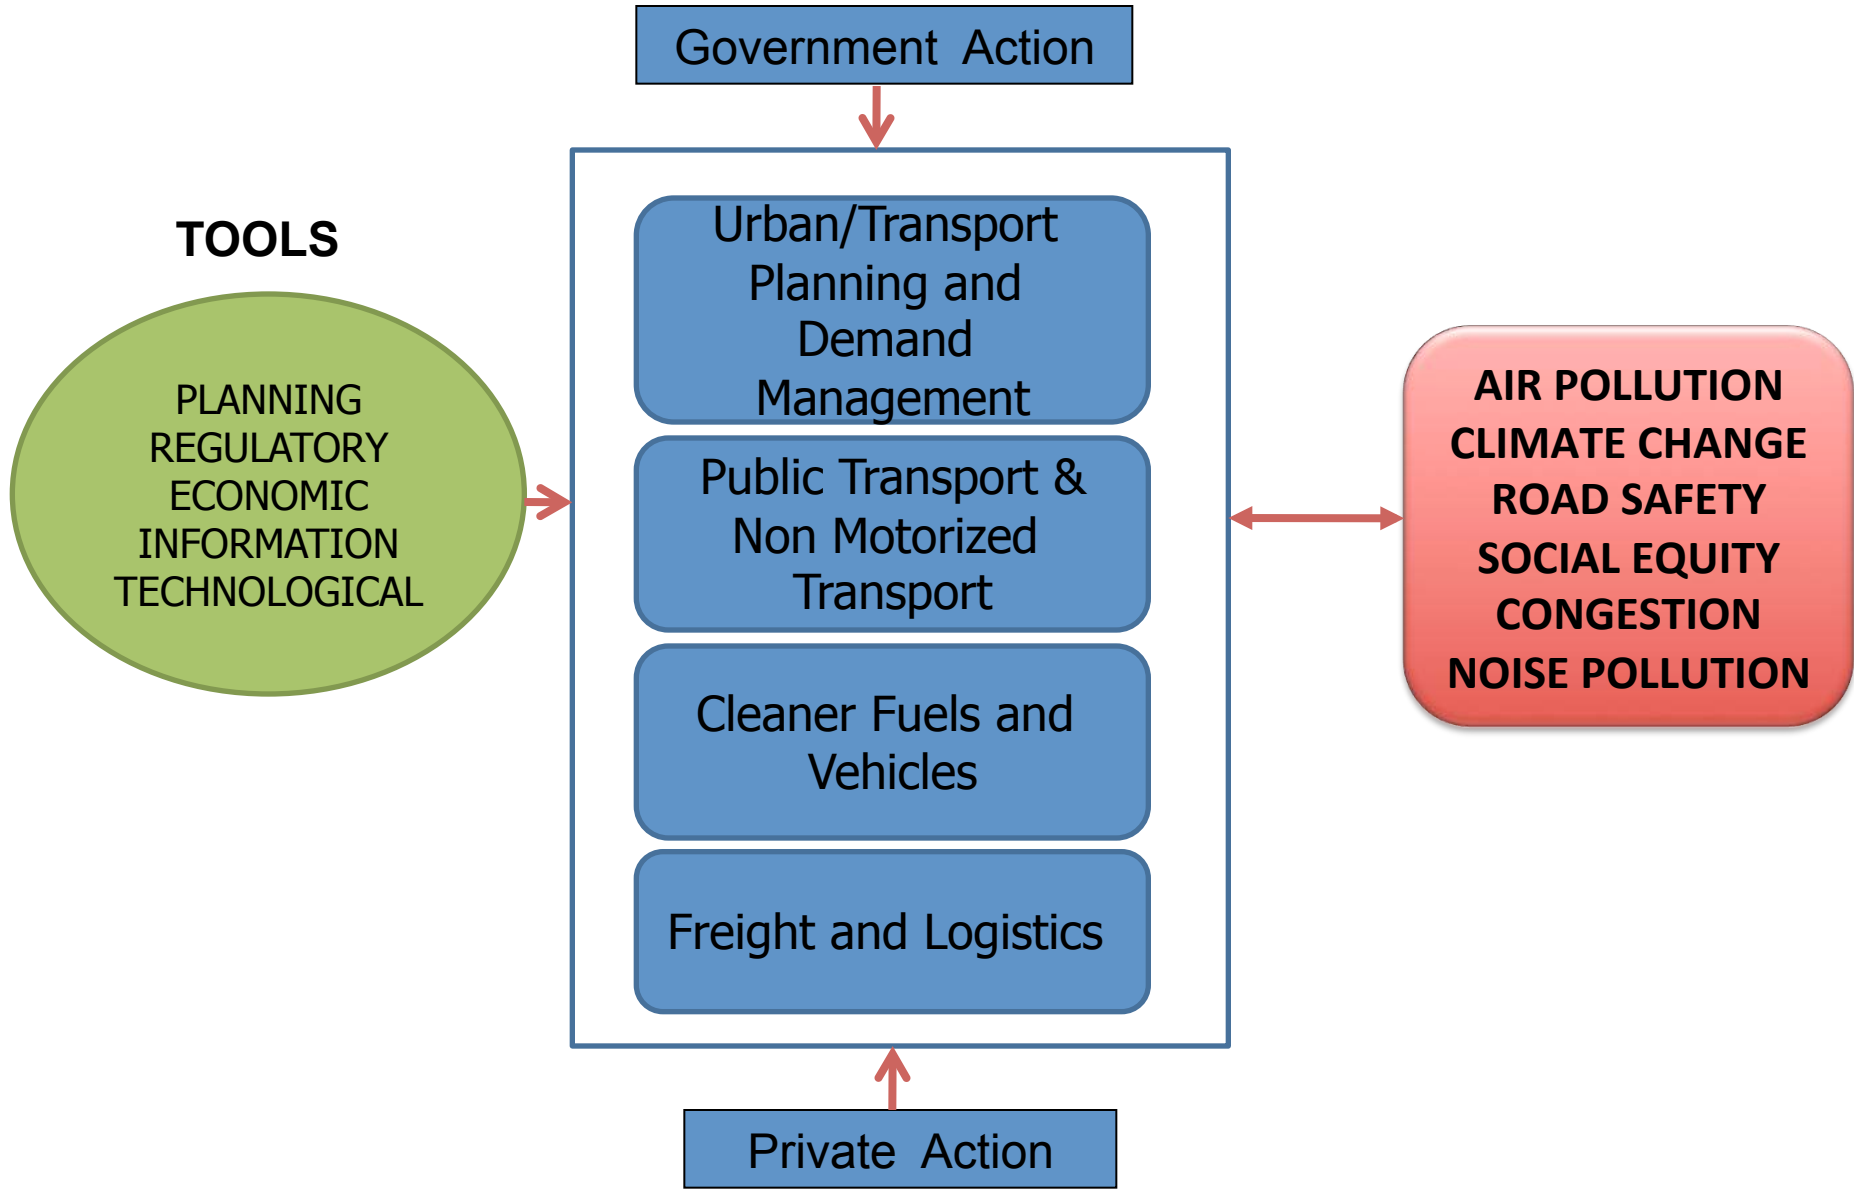 Government Action
TOOLS
PLANNING
REGULATORY
ECONOMIC
INFORMATION
TECHNOLOGICAL
Urban/Transport
Planning and
Demand
Management
Public Transport &
Non Motorized
Transport
Cleaner Fuels and
Vehicles
Freight and Logistics
AIR POLLUTION
CLIMATE CHANGE
ROAD SAFETY
SOCIAL EQUITY
CONGESTION
NOISE POLLUTION
Private Action